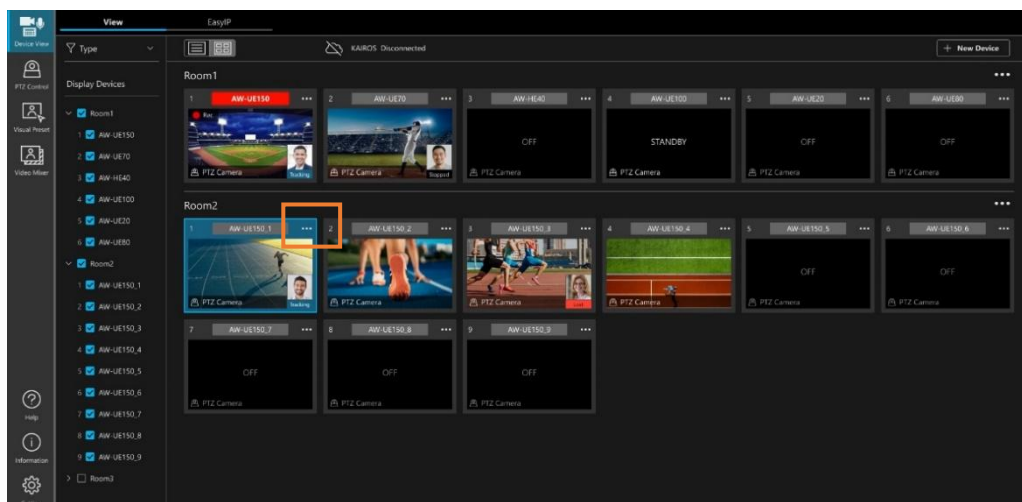 View
EasyIP
Device View
Type
KAIROS Disconnected
+ New Device
PTZ Control
Display Devices
Room1
•••
Room1
1 AW-UE150
2 AW-UE70
3 AW-HE40
4 AW-UE100
5 AW-UE20
6 AW-UE80
Room2
1 AW-UE150_1
2 AW-UE150_2
3 AW-UE150_3
4 AW-UE150_4
5 AW-UE150_5
6 AW-UE150_6
7 AW-UE150_7
8 AW-UE150_8
9 AW-UE150_9
Room3
Visual Preset
Video Mixer
Help
Information
1 AW-UE150 •••
Rec
PTZ Camera
Tracking
2 AW-UE70 •••
PTZ Camera
Stopped
3 AW-HE40 •••
OFF
PTZ Camera
4 AW-UE100 •••
STANDBY
PTZ Camera
5 AW-UE20 •••
OFF
PTZ Camera
6 AW-UE80 •••
OFF
PTZ Camera
Room2
•••
1 AW-UE150_1 •••
PTZ Camera
Tracking
2 AW-UE150_2 •••
PTZ Camera
3 AW-UE150_3 •••
PTZ Camera
Lost
4 AW-UE150_4 •••
PTZ Camera
5 AW-UE150_5 •••
OFF
PTZ Camera
6 AW-UE150_6 •••
OFF
PTZ Camera
7 AW-UE150_7 •••
OFF
PTZ Camera
8 AW-UE150_8 •••
OFF
PTZ Camera
9 AW-UE150_9 •••
OFF
PTZ Camera